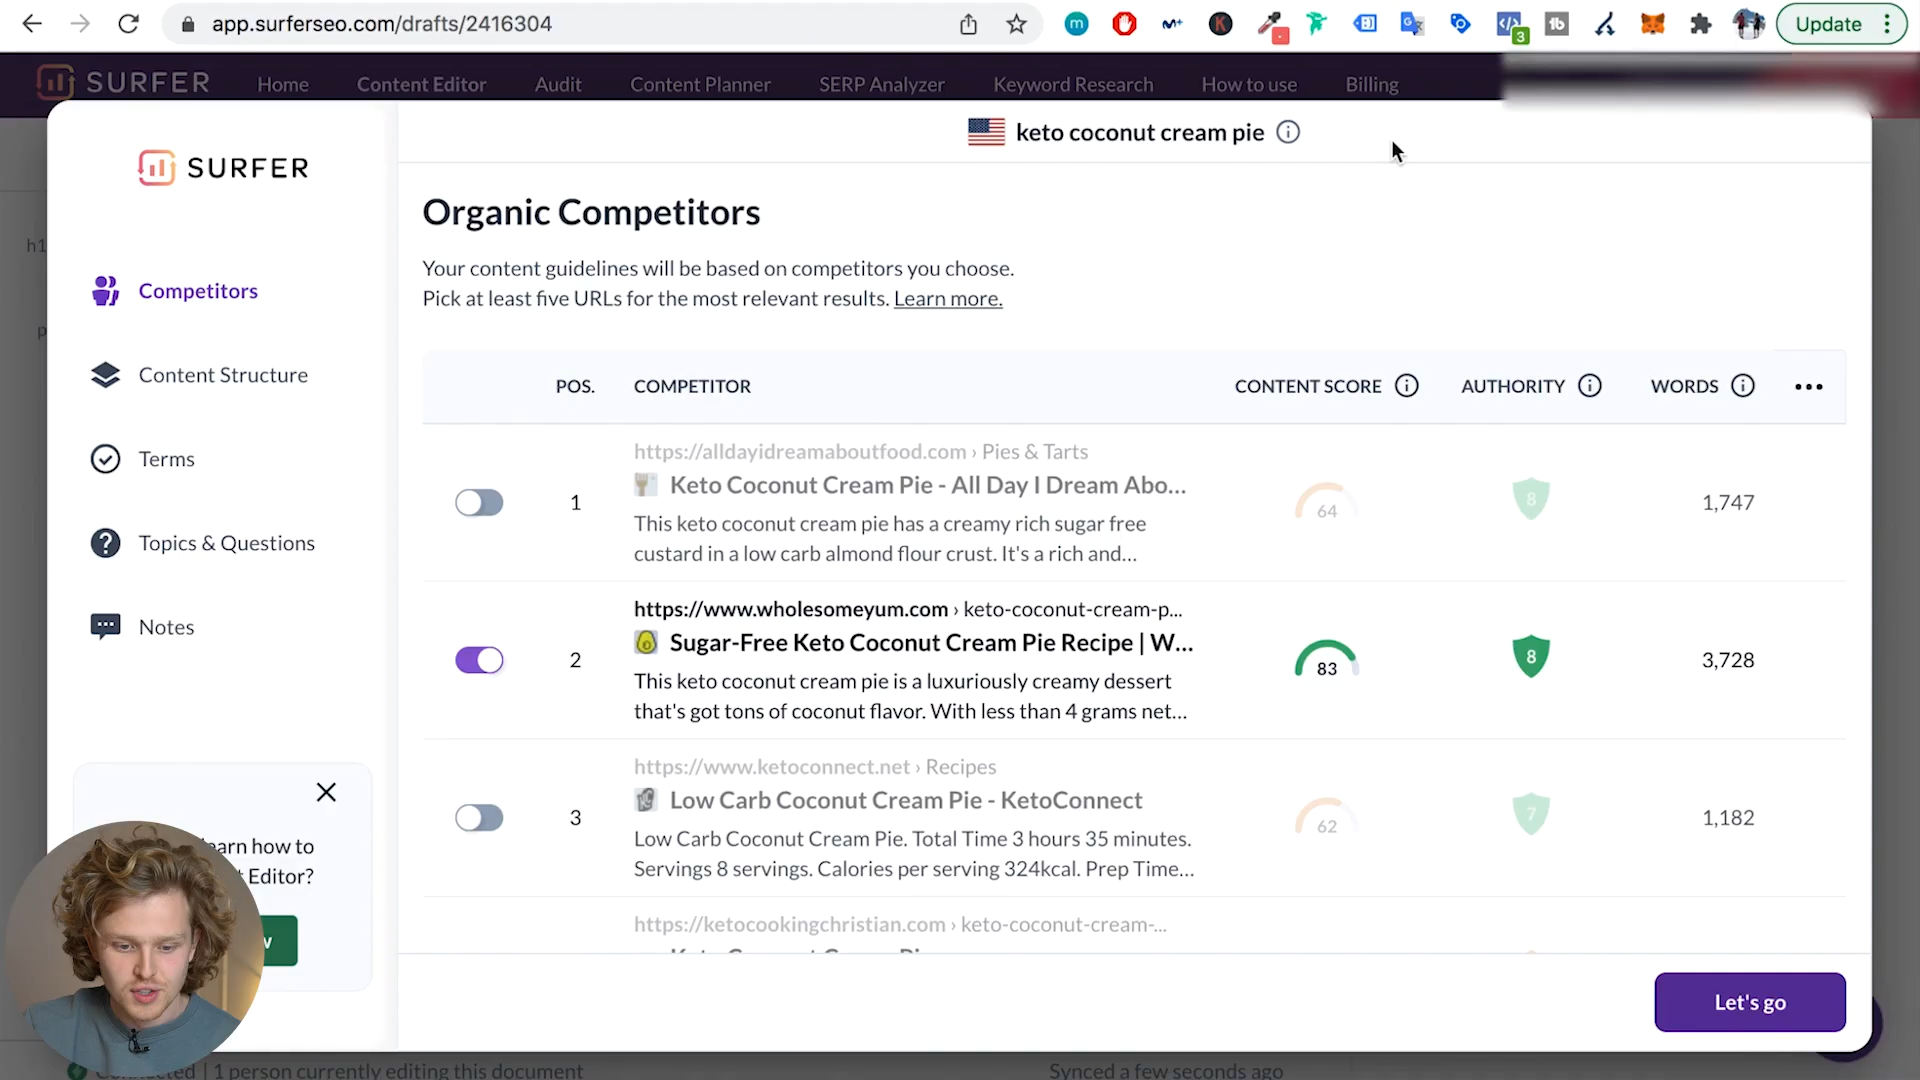 app.surferseo.com/drafts/2416304
Update
SURFER
Home
Content Editor
Audit
Content Planner
SERP Analyzer
Keyword Research
How to use
Billing
keto coconut cream pie
SURFER
Competitors
Content Structure
Terms
Topics & Questions
Notes
earn how to
Editor?
Organic Competitors
Your content guidelines will be based on competitors you choose.
Pick at least five URLs for the most relevant results. Learn more.
POS. COMPETITOR CONTENT SCORE AUTHORITY WORDS
https://alldayidreamaboutfood.com › Pies & Tarts
Keto Coconut Cream Pie - All Day I Dream Abo...
1 64 8 1,747
This keto coconut cream pie has a creamy rich sugar free
custard in a low carb almond flour crust. It's a rich and...
https://www.wholesomeyum.com › keto-coconut-cream-p...
Sugar-Free Keto Coconut Cream Pie Recipe | W...
2 83 8 3,728
This keto coconut cream pie is a luxuriously creamy dessert
that's got tons of coconut flavor. With less than 4 grams net...
https://www.ketoconnect.net › Recipes
Low Carb Coconut Cream Pie - KetoConnect
3 62 7 1,182
Low Carb Coconut Cream Pie. Total Time 3 hours 35 minutes.
Servings 8 servings. Calories per serving 324kcal. Prep Time...
https://ketocookingchristian.com › keto-coconut-cream-...
Let's go
1 person currently editing this document
Synced a few seconds ago